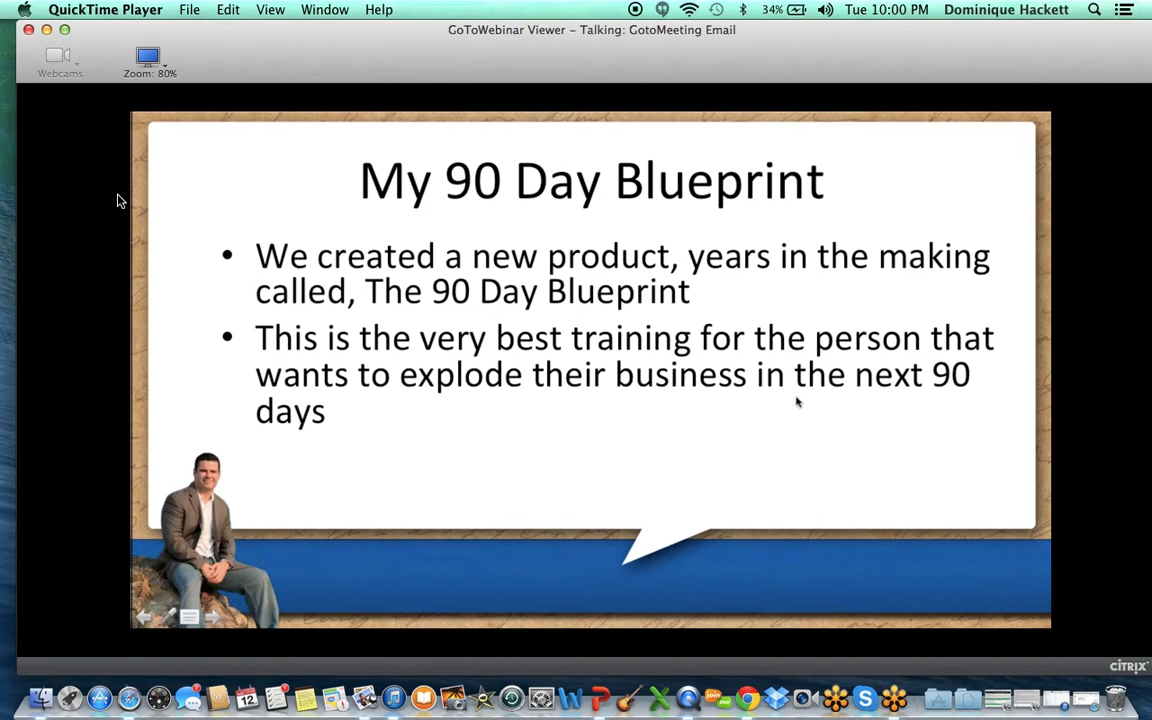 QuickTime Player File Edit View Window Help 34% Tue 10:00 PM Dominique Hackett
GoToWebinar Viewer – Talking: GotoMeeting Email
Webcams Zoom: 80%
My 90 Day Blueprint
• We created a new product, years in the making
called, The 90 Day Blueprint
• This is the very best training for the person that
wants to explode their business in the next 90
days
CITRIX
12
join me